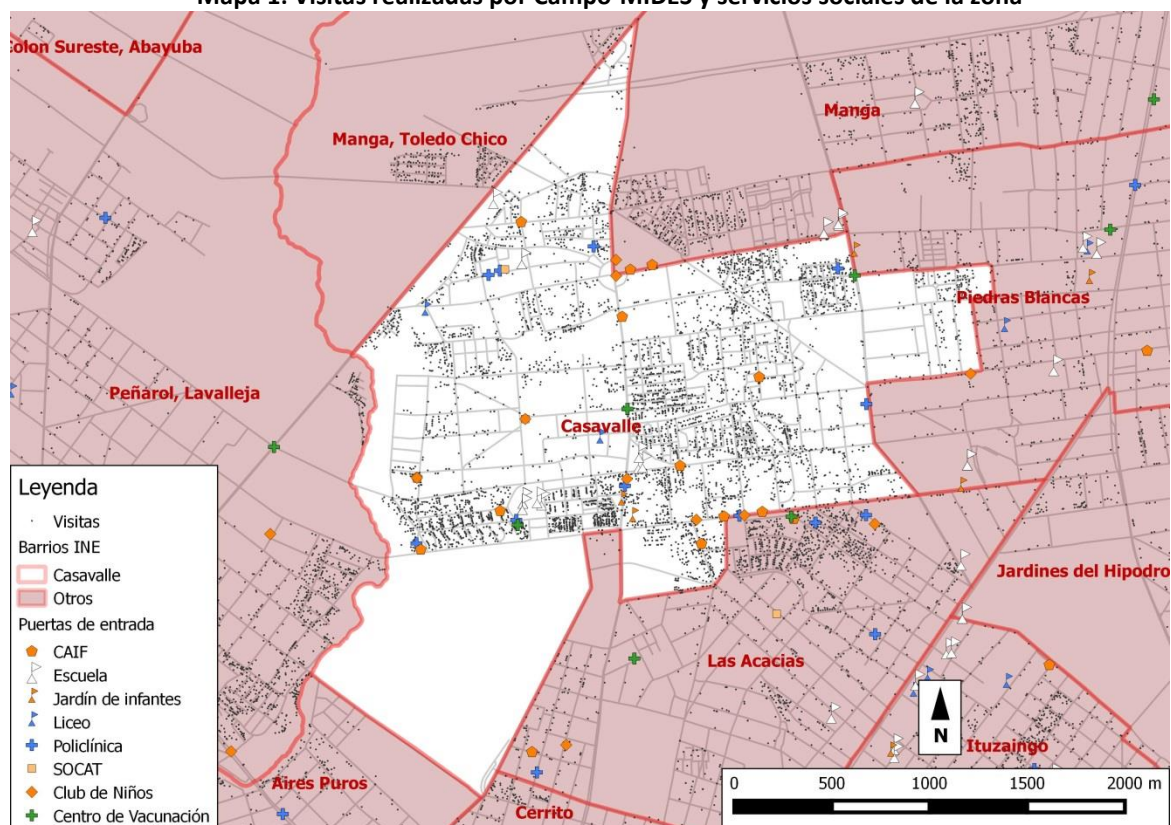 Mapa 1. Visitas realizadas por Campo-MIDES y servicios sociales de la zona
Colon Sureste, Abayuba
Manga, Toledo Chico
Manga
Piedras Blancas
Peñarol, Lavalleja
Casavalle
Jardines del Hipodro
Las Acacias
Ituzaingo
Aires Puros
Cerrito
Leyenda
Visitas
Barrios INE
Casavalle
Otros
Puertas de entrada
CAIF
Escuela
Jardín de infantes
Liceo
Policlínica
SOCAT
Club de Niños
Centro de Vacunación
N
0 500 1000 1500 2000 m